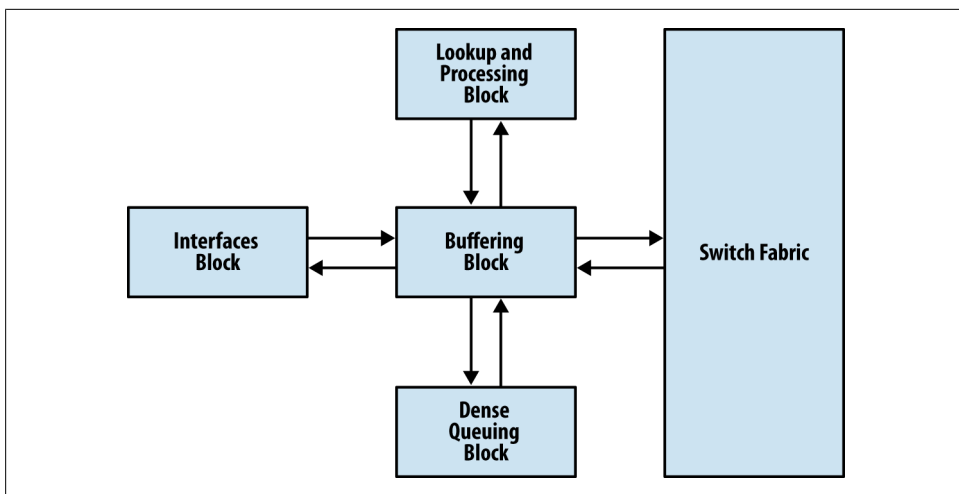 Lookup and
Processing
Block
Interfaces
Block
Buffering
Block
Switch Fabric
Dense
Queuing
Block